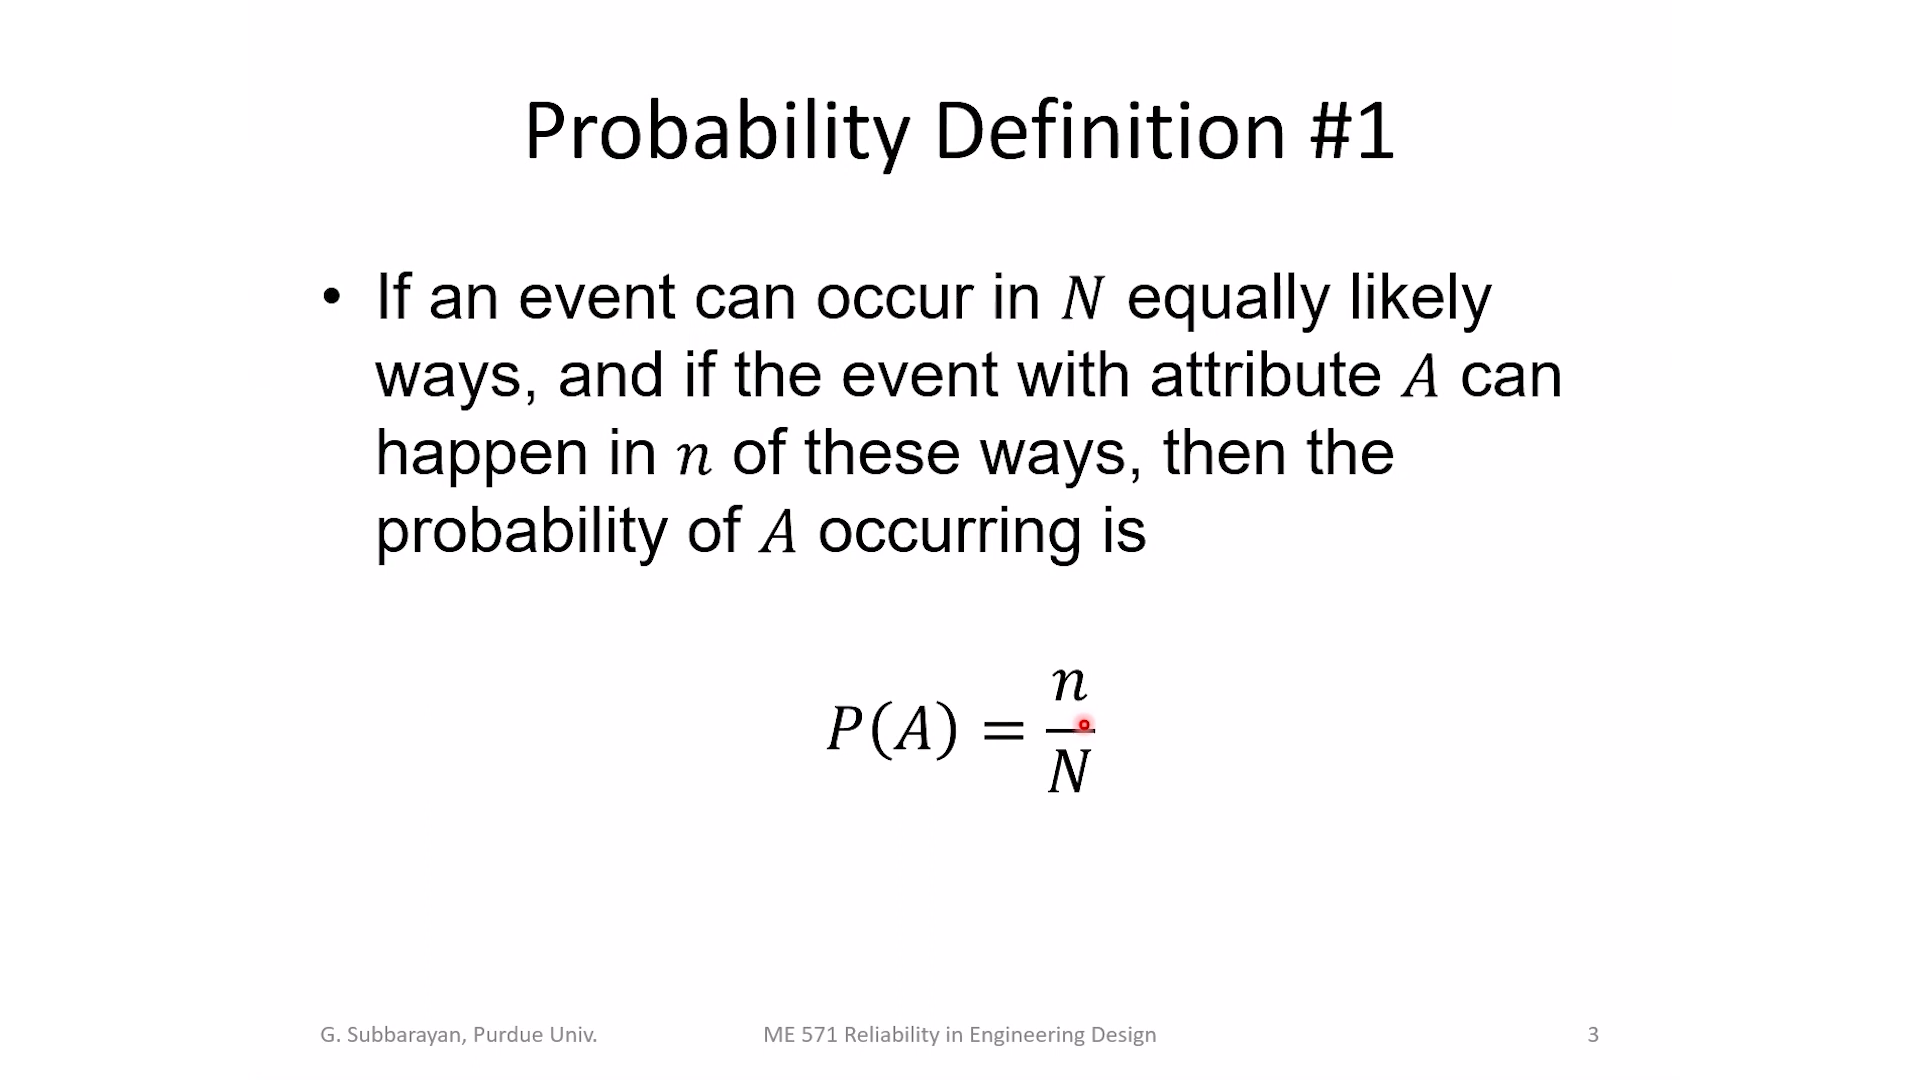 Probability Definition #1
• If an event can occur in N equally likely
ways, and if the event with attribute A can
happen in n of these ways, then the
probability of A occurring is
P(A) = n/N
G. Subbarayan, Purdue Univ.
ME 571 Reliability in Engineering Design
3